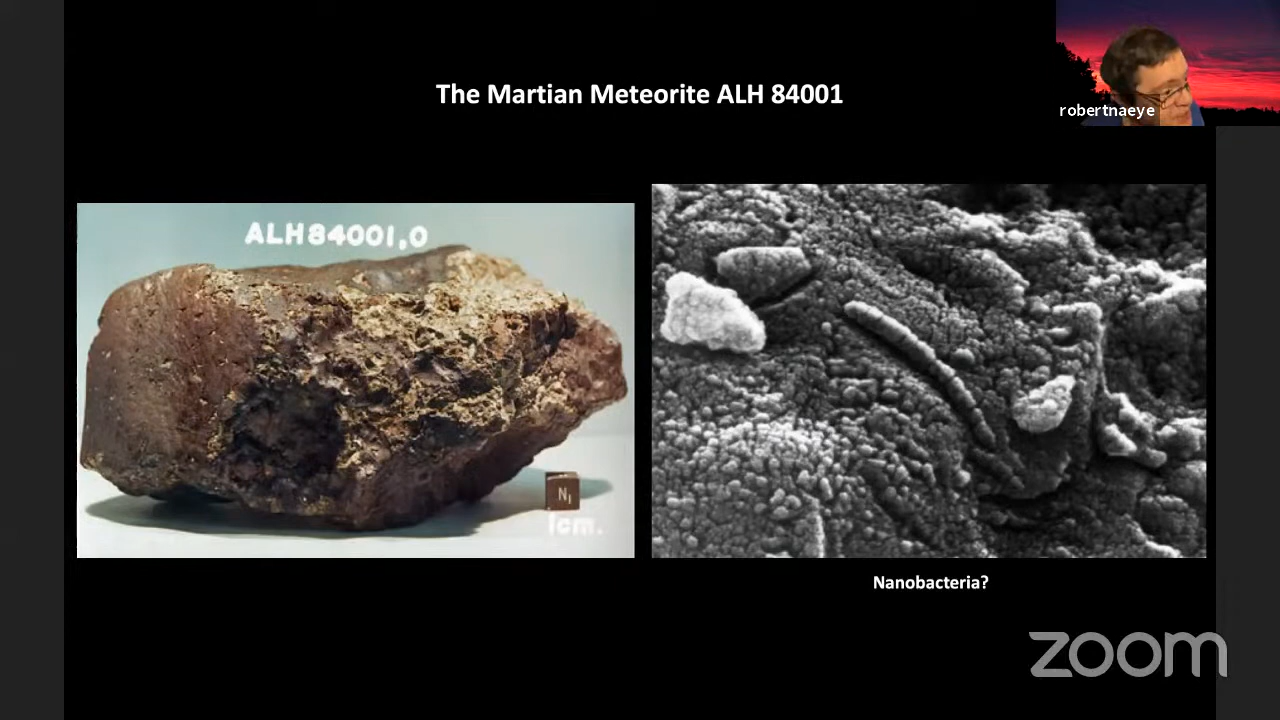 The Martian Meteorite ALH 84001
robertnaeye
ALH84001,0
N1
1cm.
Nanobacteria?
zoom